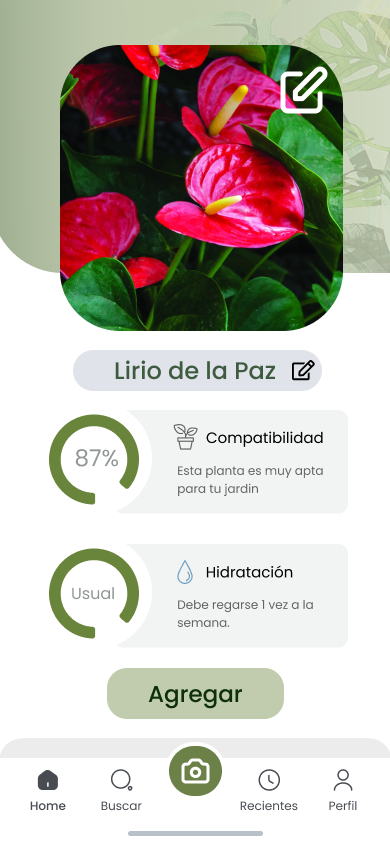 Lirio de la Paz
87%
Compatibilidad
Esta planta es muy apta
para tu jardin
Usual
Hidratación
Debe regarse 1 vez a la
semana.
Agregar
Home
Buscar
Recientes
Perfil